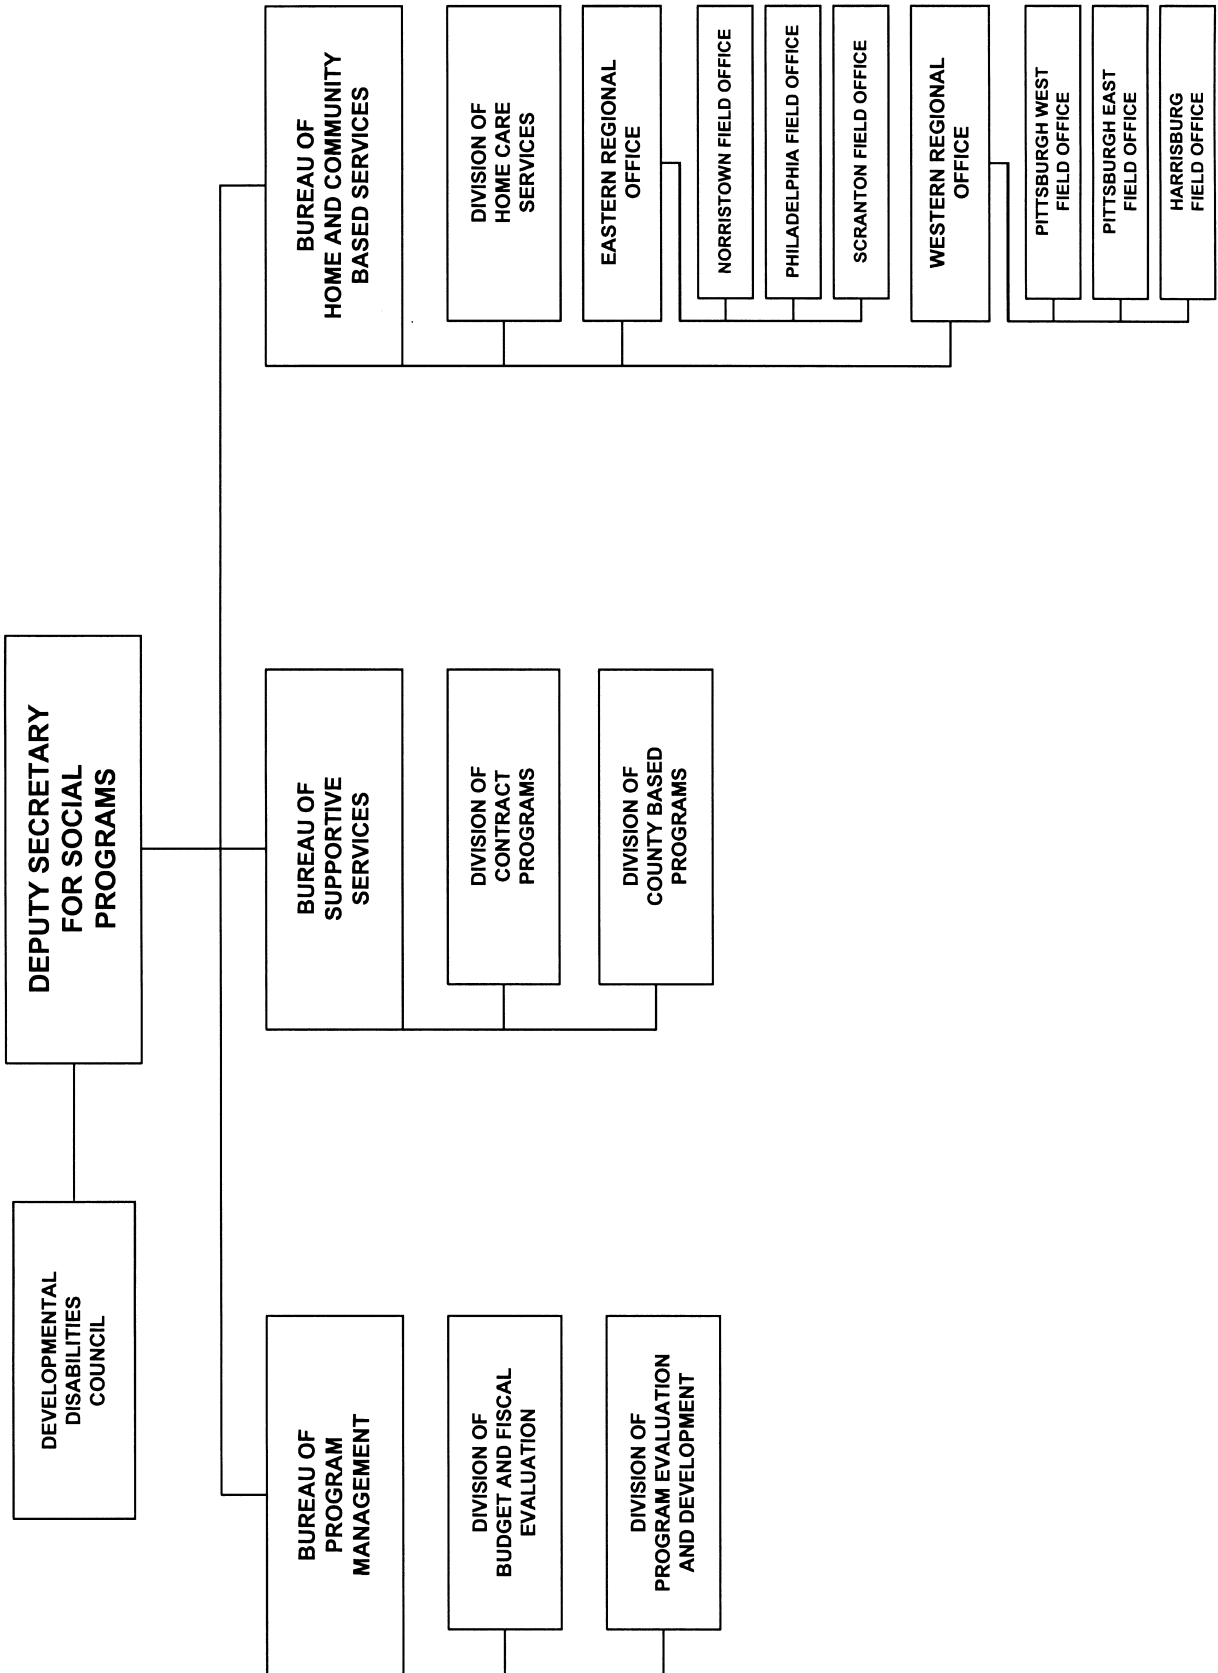 DEPUTY SECRETARY
FOR SOCIAL
PROGRAMS
DEVELOPMENTAL
DISABILITIES
COUNCIL
BUREAU OF
PROGRAM
MANAGEMENT
DIVISION OF
BUDGET AND FISCAL
EVALUATION
DIVISION OF
PROGRAM EVALUATION
AND DEVELOPMENT
BUREAU OF
SUPPORTIVE
SERVICES
DIVISION OF
CONTRACT
PROGRAMS
DIVISION OF
COUNTY BASED
PROGRAMS
BUREAU OF
HOME AND COMMUNITY
BASED SERVICES
DIVISION OF
HOME CARE
SERVICES
EASTERN REGIONAL
OFFICE
NORRISTOWN FIELD OFFICE
PHILADELPHIA FIELD OFFICE
SCRANTON FIELD OFFICE
WESTERN REGIONAL
OFFICE
PITTSBURGH WEST
FIELD OFFICE
PITTSBURGH EAST
FIELD OFFICE
HARRISBURG
FIELD OFFICE